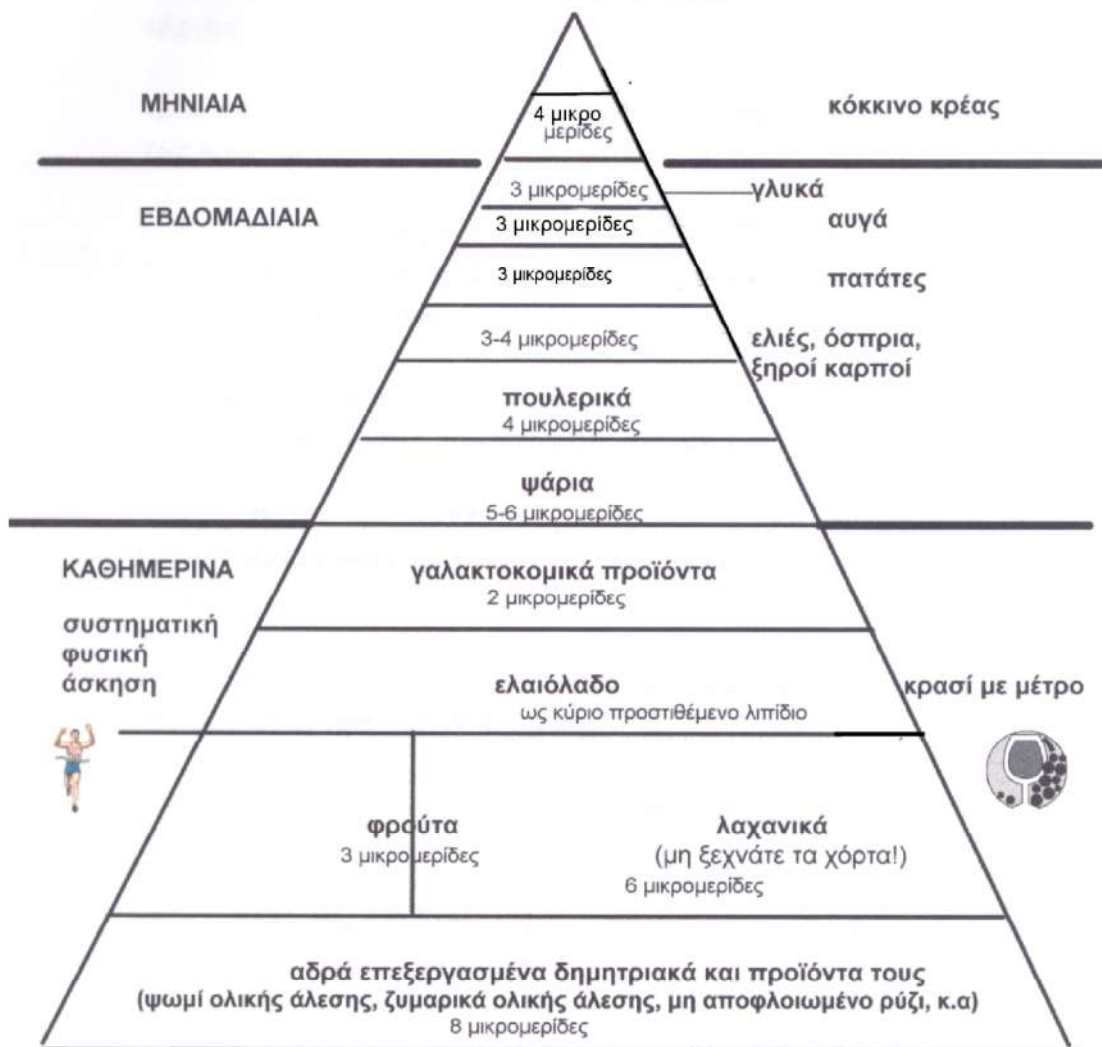 ΜΗΝΙΑΙΑ
4 μικρο
μερίδες
κόκκινο κρέας
3 μικρομερίδες
γλυκά
ΕΒΔΟΜΑΔΙΑΙΑ
3 μικρομερίδες
αυγά
3 μικρομερίδες
πατάτες
3-4 μικρομερίδες
ελιές, όσπρια,
ξηροί καρποί
πουλερικά
4 μικρομερίδες
ψάρια
5-6 μικρομερίδες
ΚΑΘΗΜΕΡΙΝΑ
γαλακτοκομικά προϊόντα
2 μικρομερίδες
συστηματική
φυσική
άσκηση
ελαιόλαδο
ως κύριο προστιθέμενο λιπίδιο
κρασί με μέτρο
φρούτα
3 μικρομερίδες
λαχανικά
(μη ξεχνάτε τα χόρτα!)
6 μικρομερίδες
αδρά επεξεργασμένα δημητριακά και προϊόντα τους
(ψωμί ολικής άλεσης, ζυμαρικά ολικής άλεσης, μη αποφλοιωμένο ρύζι, κ.α)
8 μικρομερίδες